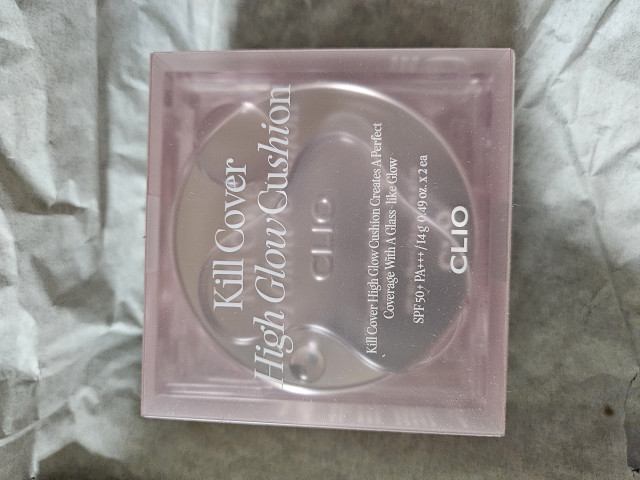 Kill Cover
High Glow Cushion
CLIO
Kill Cover High Glow Cushion Creates A Perfect
Coverage With A Glass-like Glow
SPF 50+ PA+++ / 14 g 0.49 oz. x 2 ea
CLIO